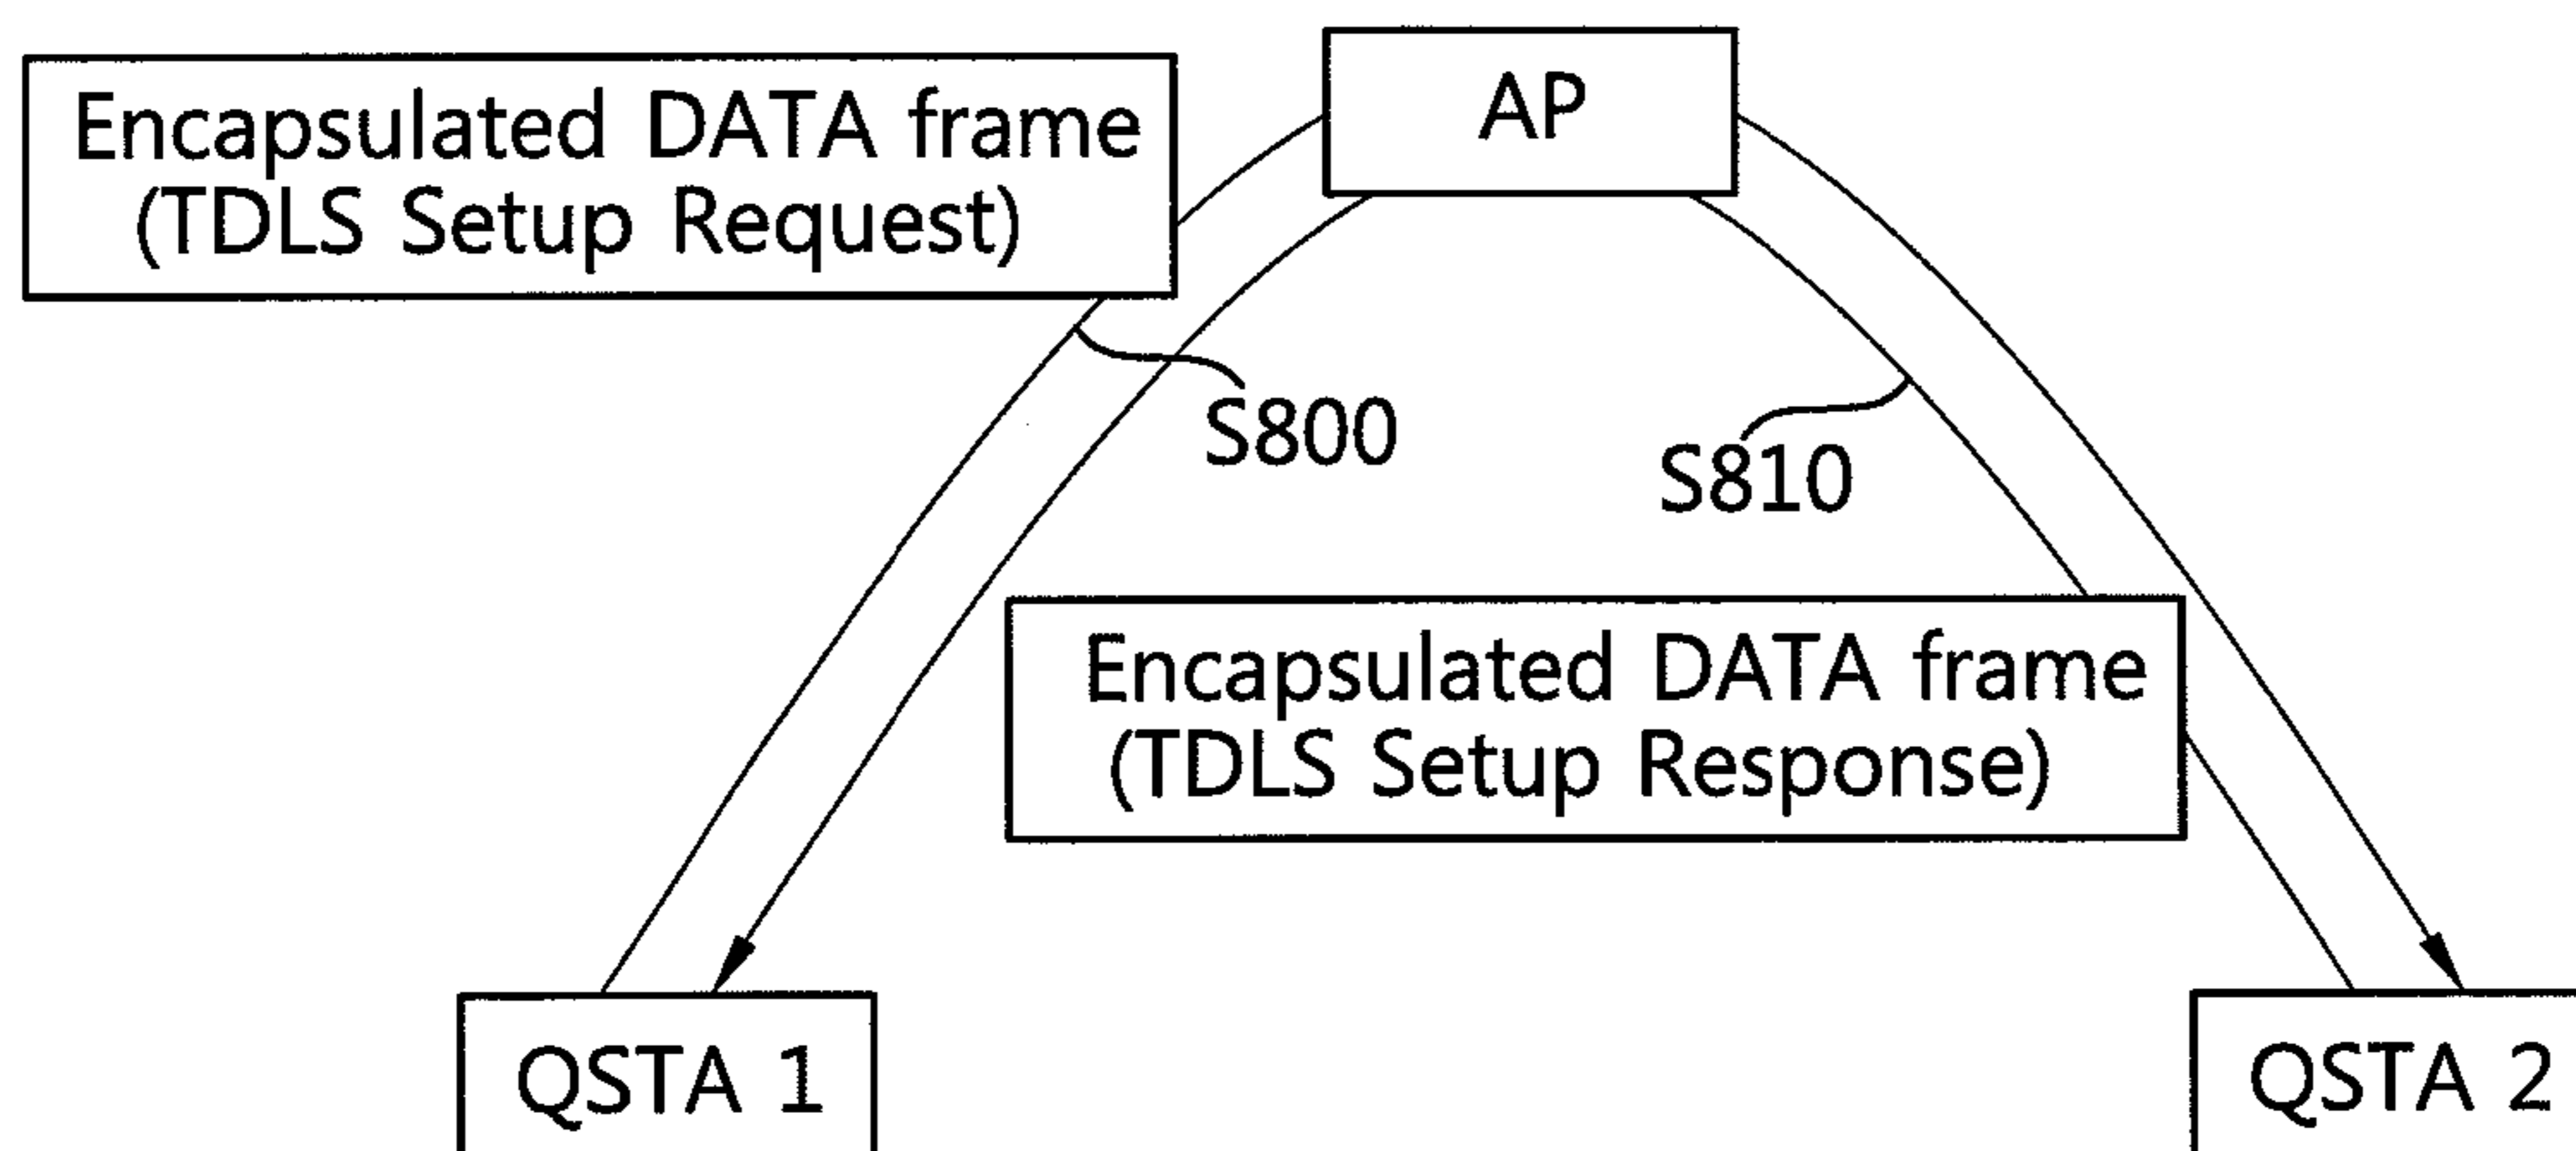 AP
Encapsulated DATA frame
(TDLS Setup Request)
S800
S810
Encapsulated DATA frame
(TDLS Setup Response)
QSTA 1
QSTA 2